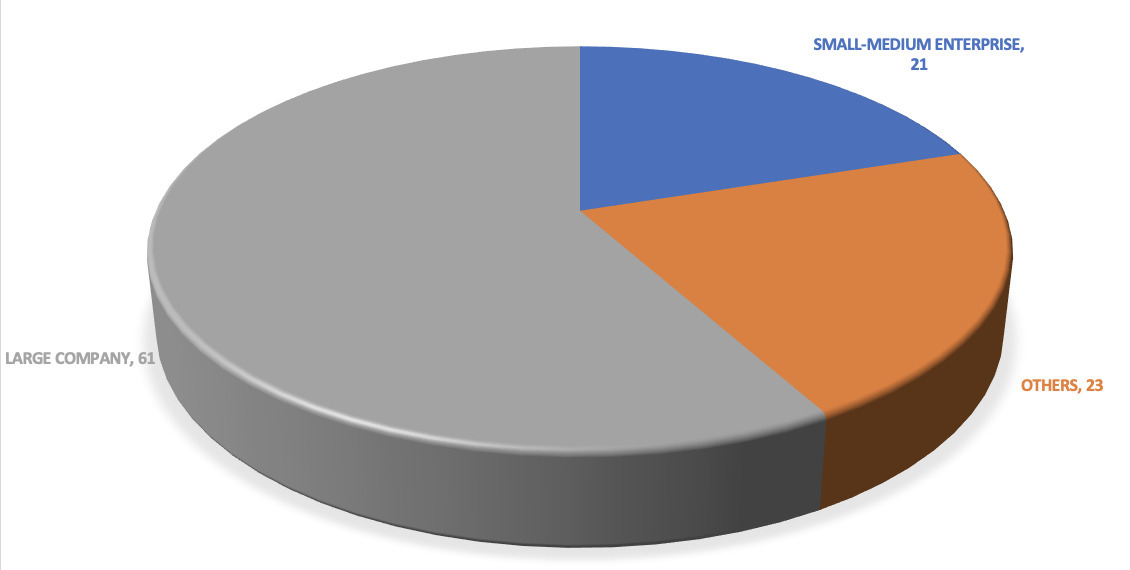 SMALL-MEDIUM ENTERPRISE,
21
LARGE COMPANY, 61
OTHERS, 23